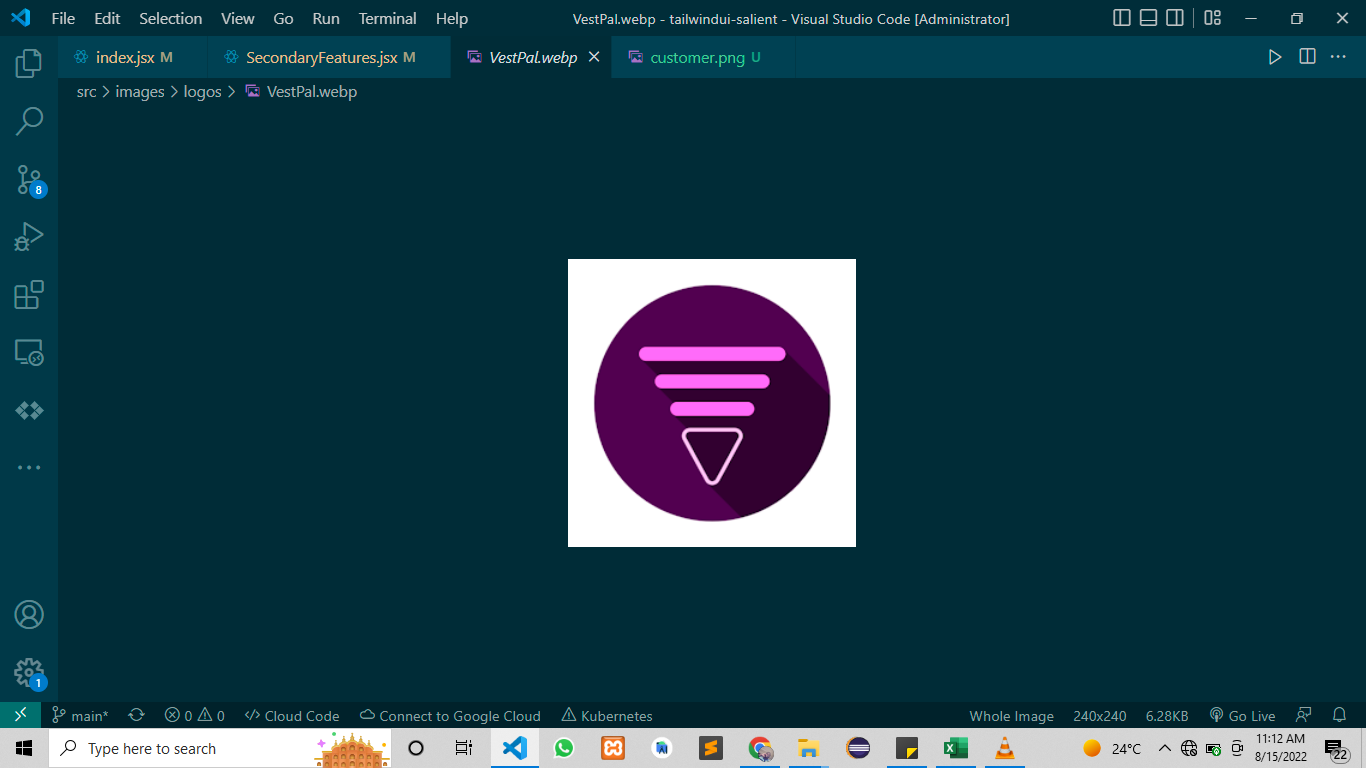 File Edit Selection View Go Run Terminal Help VestPal.webp - tailwindui-salient - Visual Studio Code [Administrator]
index.jsx M SecondaryFeatures.jsx M VestPal.webp customer.png U
src > images > logos > VestPal.webp
8
1
main* 0 0 Cloud Code Connect to Google Cloud Kubernetes Whole Image 240x240 6.28KB Go Live
Type here to search 24°C 11:12 AM
8/15/2022 22